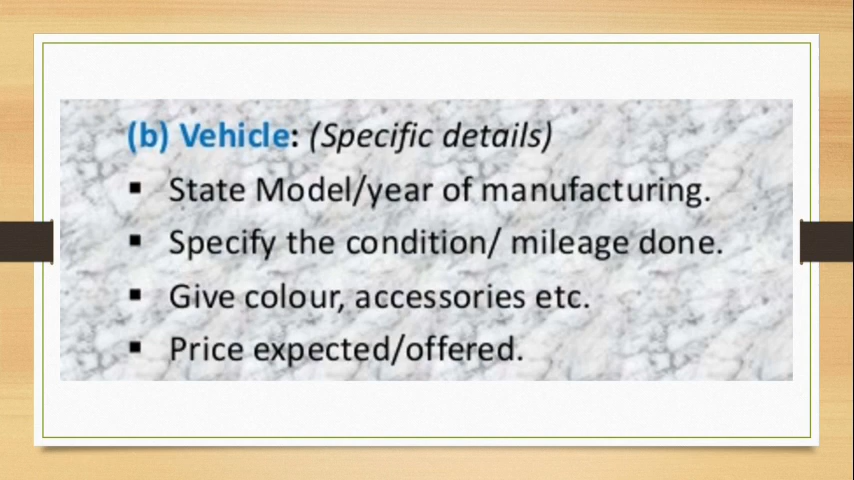 (b) Vehicle: (Specific details)
▪ State Model/year of manufacturing.
▪ Specify the condition/ mileage done.
▪ Give colour, accessories etc.
▪ Price expected/offered.